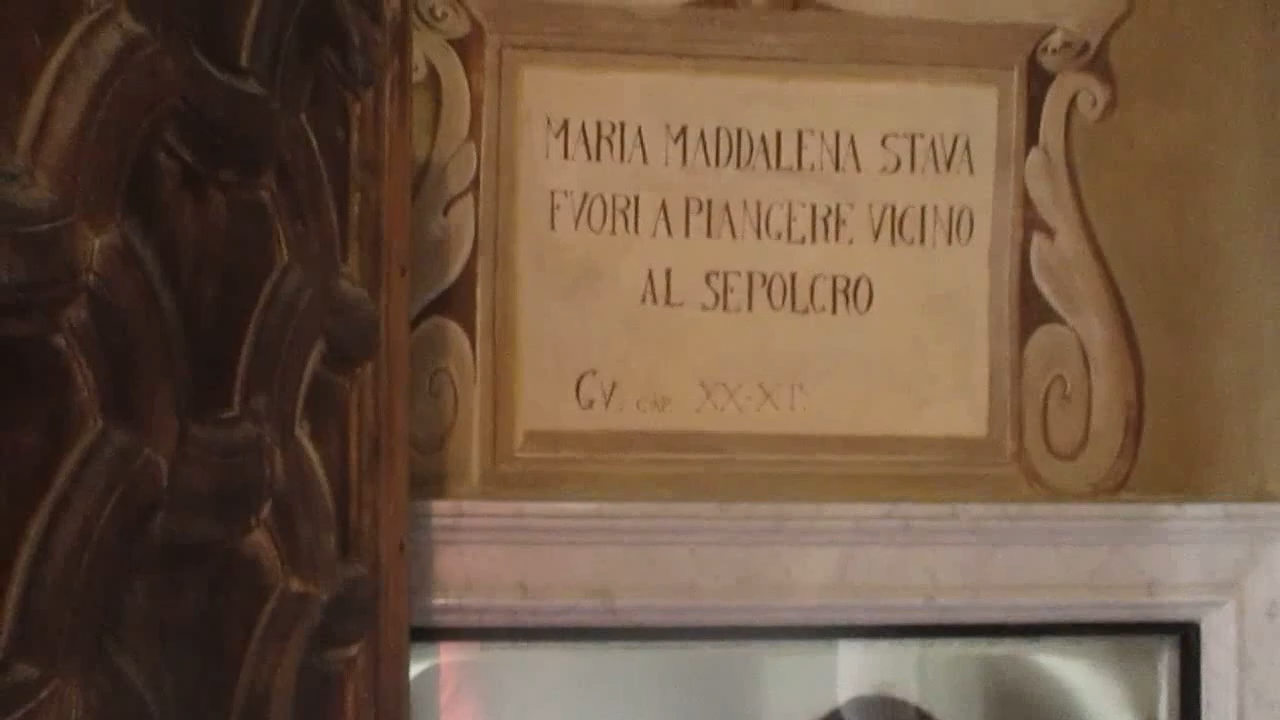 MARIA MADDALENA STAVA
FVORI A PIANGERE VICINO
AL SEPOLCRO
GV. CAP. XX-XI.